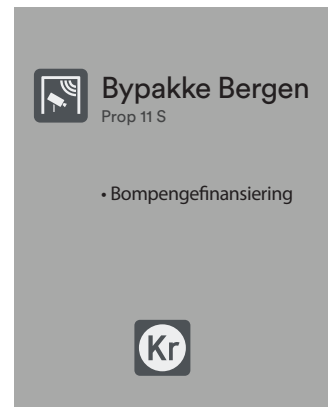 Bypakke Bergen
Prop 11 S
• Bompengefinansiering
Kr